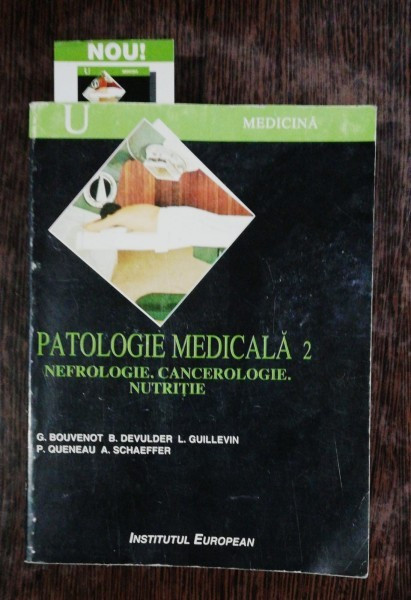 NOU!
U
U
MEDICINĂ
PATOLOGIE MEDICALĂ 2
NEFROLOGIE. CANCEROLOGIE.
NUTRIȚIE
G. BOUVENOT B. DEVULDER L. GUILLEVIN
P. QUENEAU A. SCHAEFFER
INSTITUTUL EUROPEAN